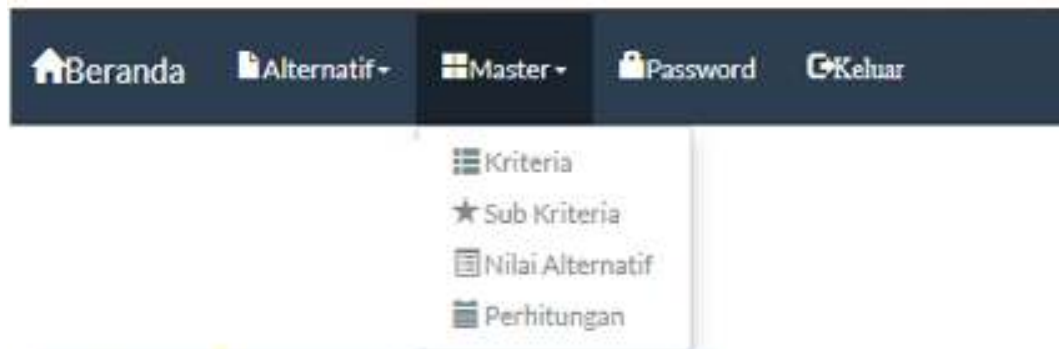 Beranda Alternatif Master Password Keluar
Kriteria
Sub Kriteria
Nilai Alternatif
Perhitungan